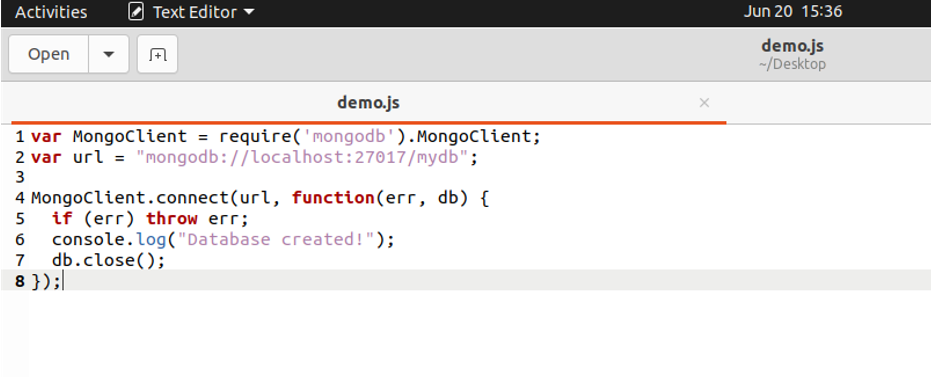 Activities Text Editor Jun 20 15:36
Open demo.js
~/Desktop
demo.js ×
1 var MongoClient = require('mongodb').MongoClient;
2 var url = "mongodb://localhost:27017/mydb";
3
4 MongoClient.connect(url, function(err, db) {
5   if (err) throw err;
6   console.log("Database created!");
7   db.close();
8 });